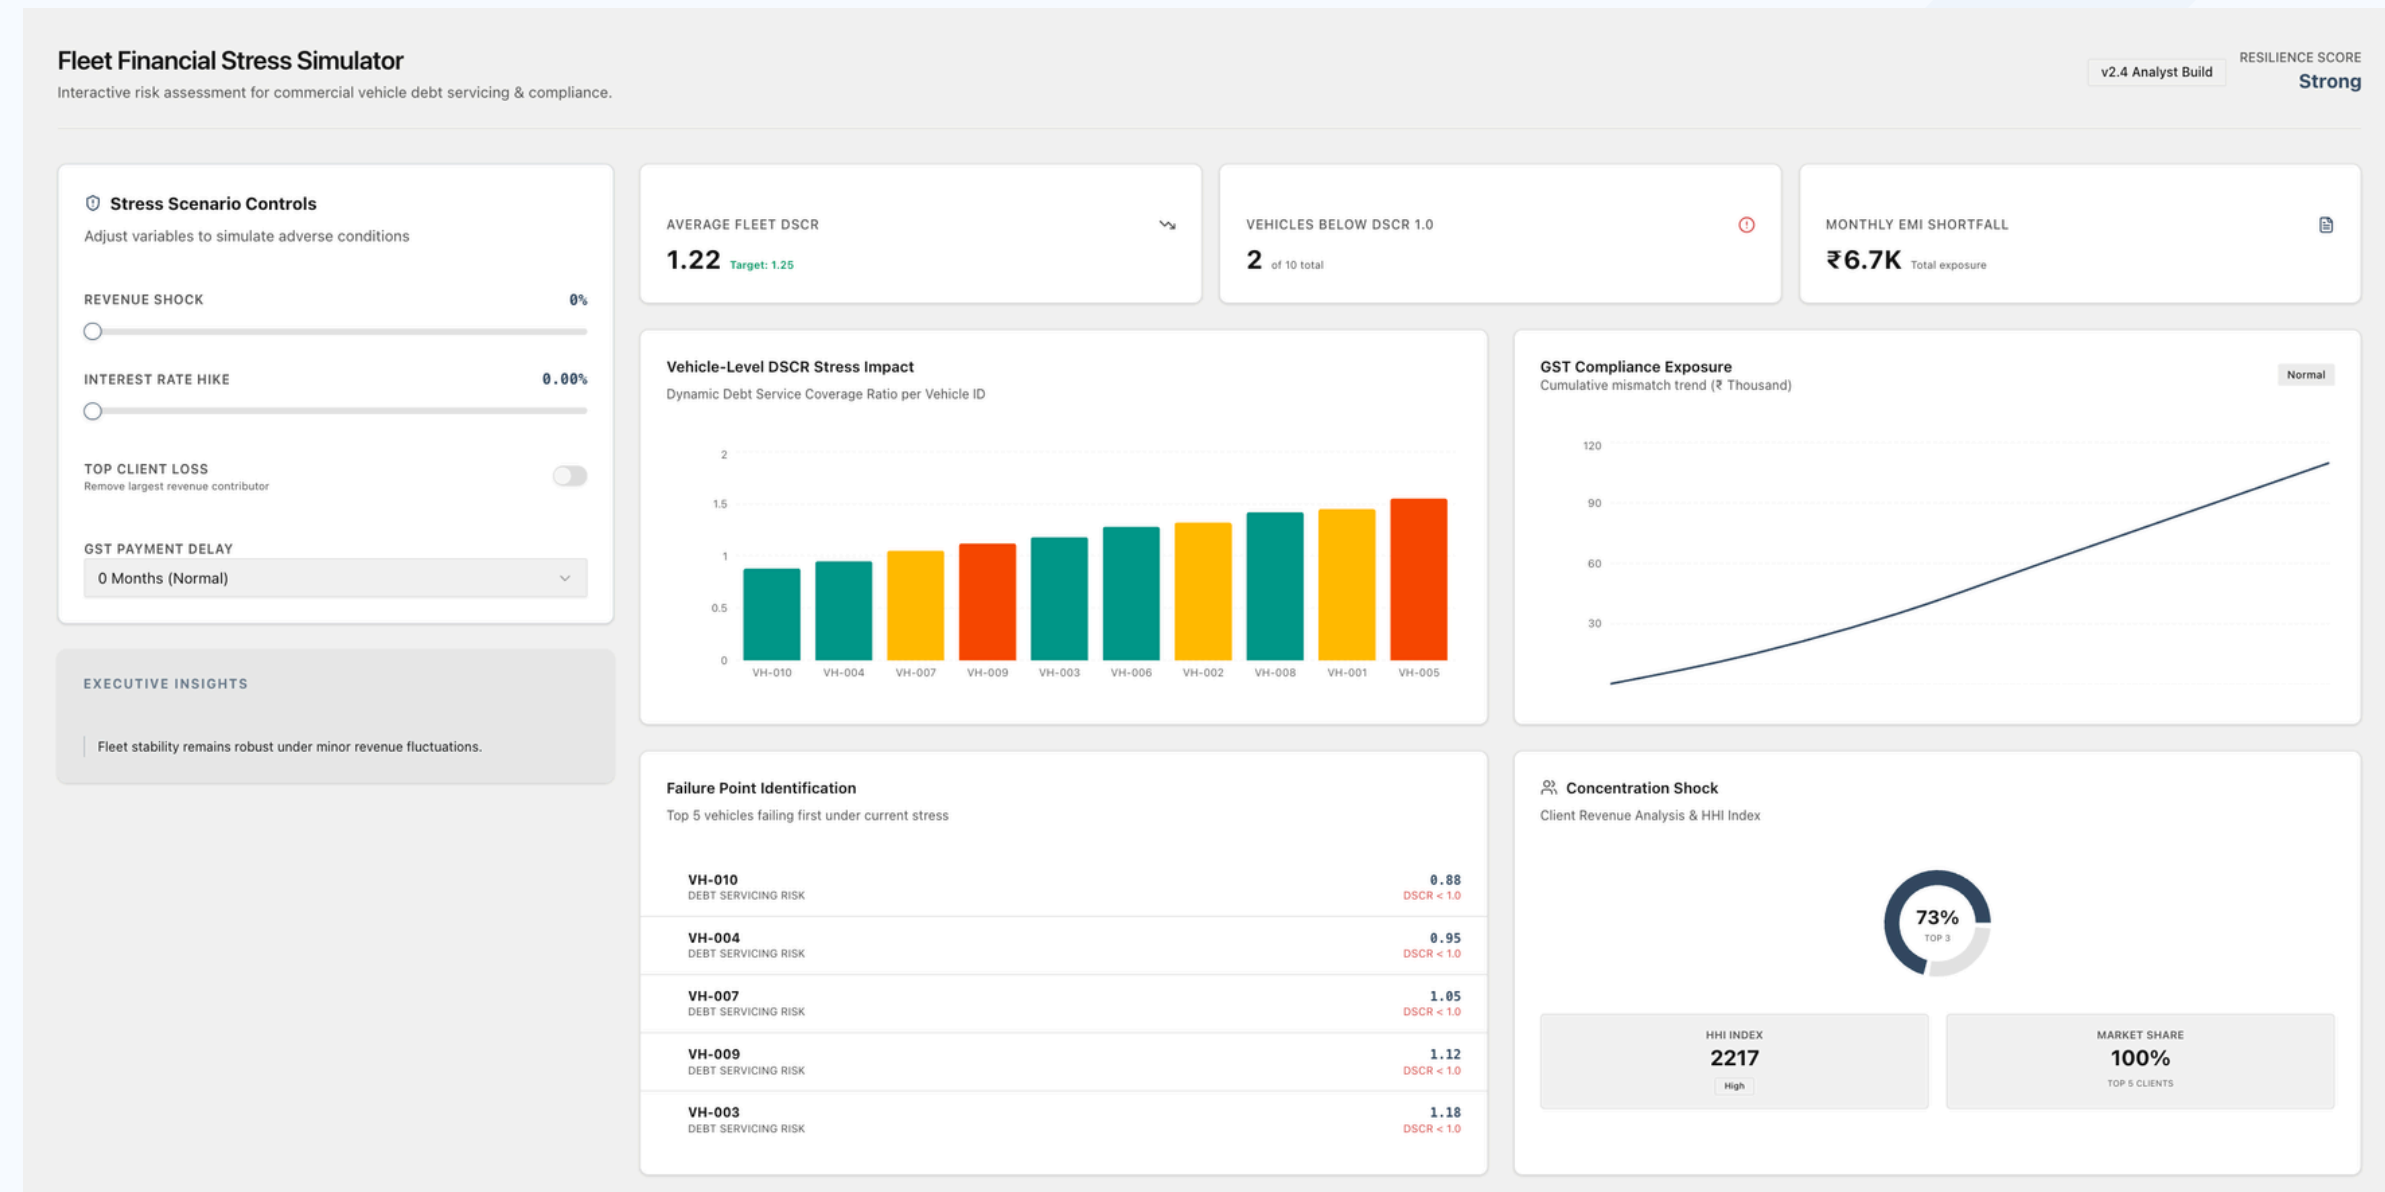 Fleet Financial Stress Simulator
Interactive risk assessment for commercial vehicle debt servicing & compliance.
v2.4 Analyst Build
RESILIENCE SCORE
Strong
Stress Scenario Controls
Adjust variables to simulate adverse conditions
REVENUE SHOCK 0%
INTEREST RATE HIKE 0.00%
TOP CLIENT LOSS
Remove largest revenue contributor
GST PAYMENT DELAY
0 Months (Normal)
EXECUTIVE INSIGHTS
Fleet stability remains robust under minor revenue fluctuations.
AVERAGE FLEET DSCR
1.22 Target: 1.25
VEHICLES BELOW DSCR 1.0
2 of 10 total
MONTHLY EMI SHORTFALL
₹6.7K Total exposure
Vehicle-Level DSCR Stress Impact
Dynamic Debt Service Coverage Ratio per Vehicle ID
2
1.5
1
0.5
0
VH-010 VH-004 VH-007 VH-009 VH-003 VH-006 VH-002 VH-008 VH-001 VH-005
GST Compliance Exposure
Cumulative mismatch trend (₹ Thousand)
Normal
120
90
60
30
Failure Point Identification
Top 5 vehicles failing first under current stress
VH-010 0.88
DEBT SERVICING RISK DSCR < 1.0
VH-004 0.95
DEBT SERVICING RISK DSCR < 1.0
VH-007 1.05
DEBT SERVICING RISK DSCR < 1.0
VH-009 1.12
DEBT SERVICING RISK DSCR < 1.0
VH-003 1.18
DEBT SERVICING RISK DSCR < 1.0
Concentration Shock
Client Revenue Analysis & HHI Index
73%
TOP 3
HHI INDEX
2217
High
MARKET SHARE
100%
TOP 5 CLIENTS